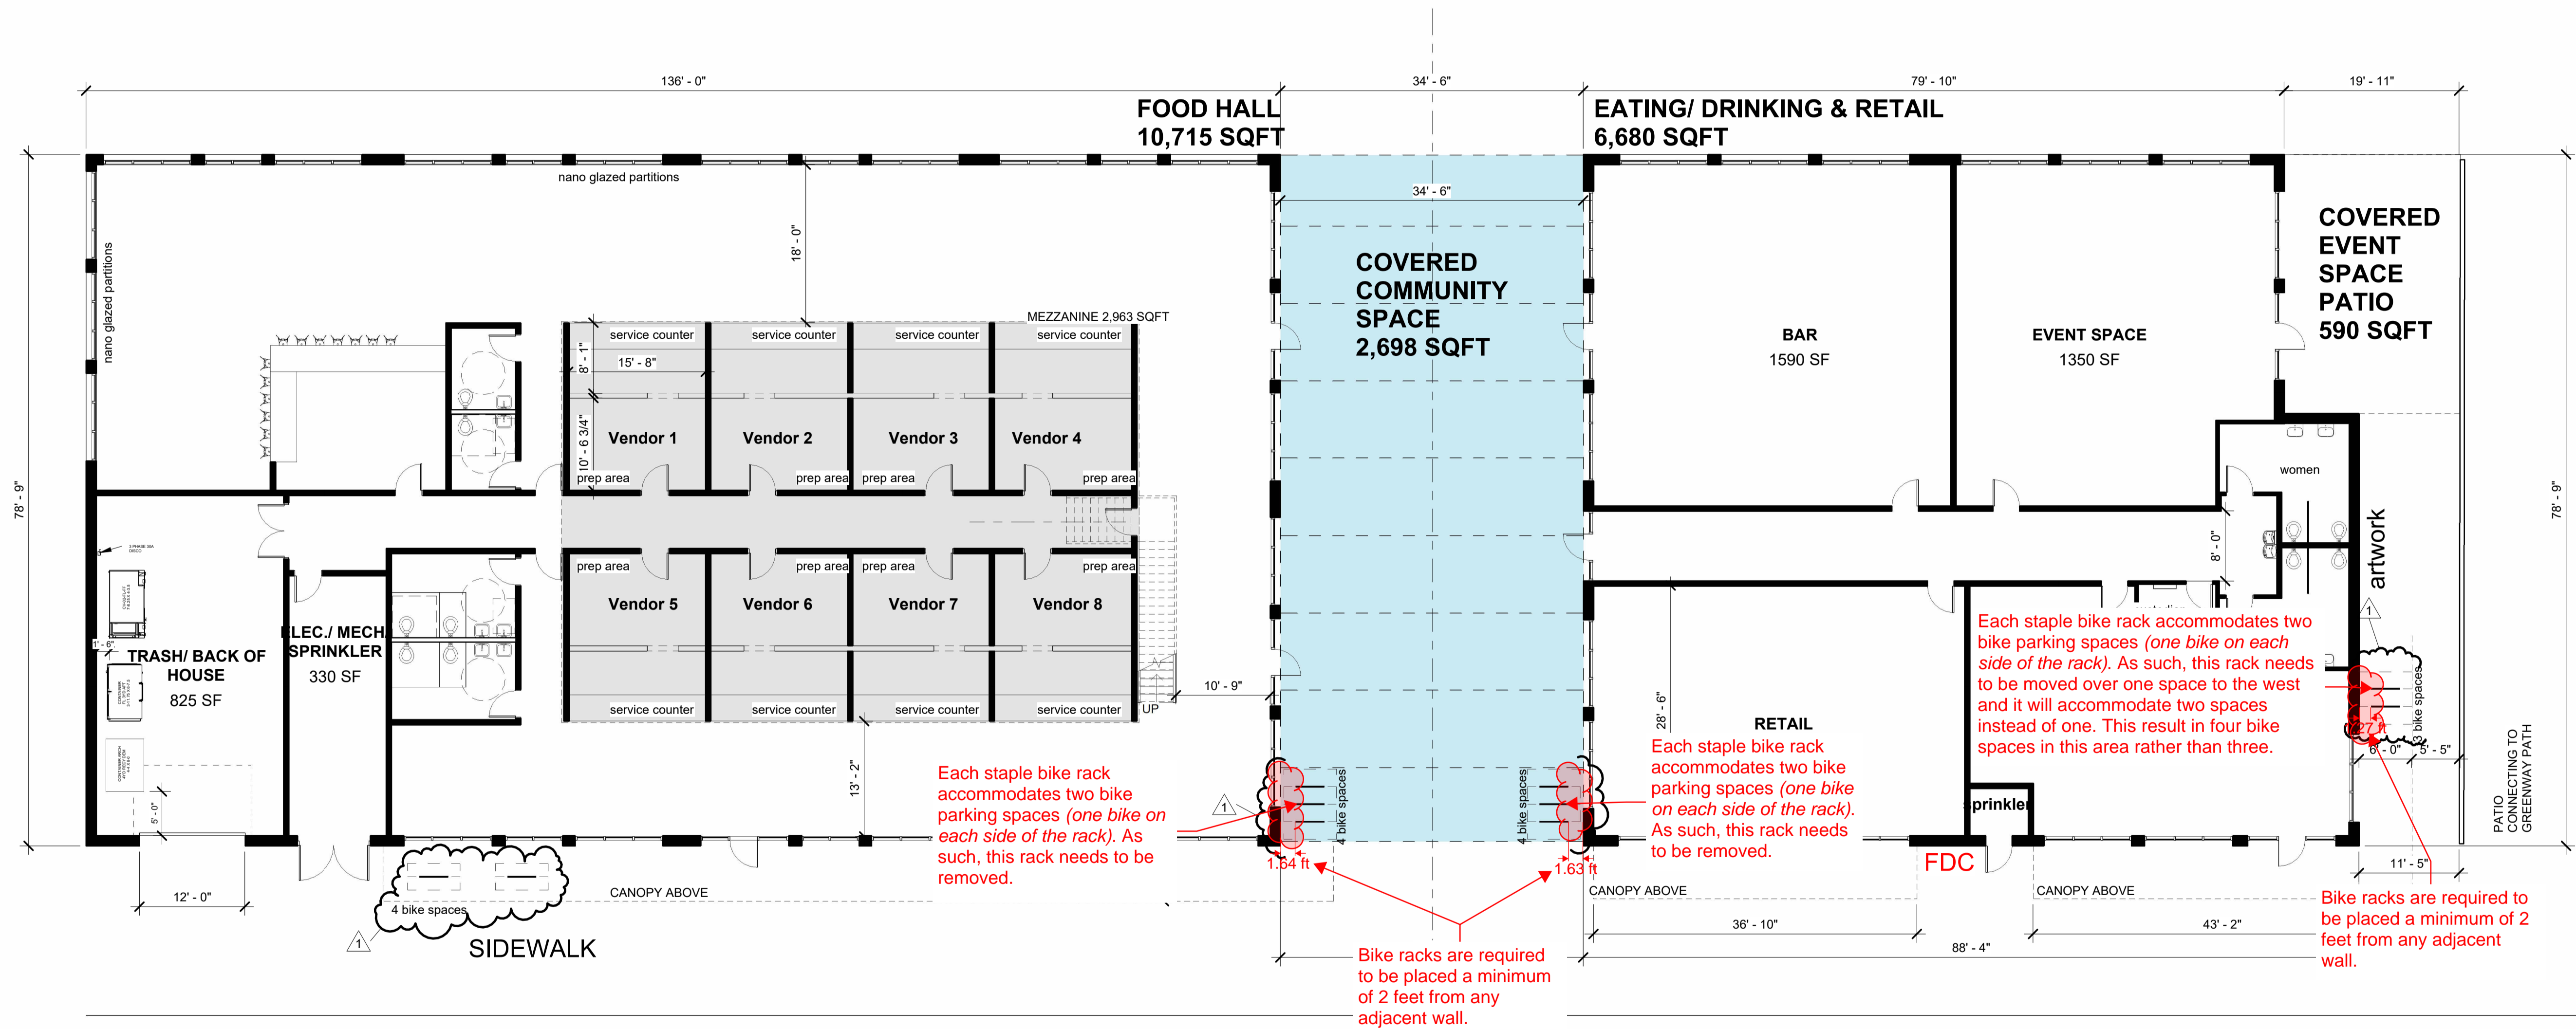 136' - 0"
34' - 6"
79' - 10"
19' - 11"
FOOD HALL
10,715 SQFT
EATING/ DRINKING & RETAIL
6,680 SQFT
nano glazed partitions
34' - 6"
18' - 0"
nano glazed partitions
COVERED
COMMUNITY
SPACE
2,698 SQFT
COVERED
EVENT
SPACE
PATIO
590 SQFT
MEZZANINE 2,963 SQFT
service counter
service counter
service counter
service counter
8' - 1"
15' - 8"
BAR
1590 SF
EVENT SPACE
1350 SF
Vendor 1
Vendor 2
Vendor 3
Vendor 4
10' - 6 3/4"
prep area
prep area
prep area
prep area
women
78' - 9"
78' - 9"
artwork
8' - 0"
3 PHASE
DISCO
prep area
prep area
prep area
prep area
Vendor 5
Vendor 6
Vendor 7
Vendor 8
1' - 6"
TRASH/ BACK OF
HOUSE
825 SF
ELEC./ MECH.
SPRINKLER
330 SF
service counter
service counter
service counter
service counter
UP
10' - 9"
28' - 6"
RETAIL
1
Each staple bike rack accommodates two
bike parking spaces (one bike on each
side of the rack). As such, this rack needs
to be moved over one space to the west
and it will accommodate two spaces
instead of one. This result in four bike
spaces in this area rather than three.
3 bike spaces
6' - 0"
5' - 5"
PATIO
CONNECTING TO
GREENWAY PATH
13' - 2"
5' - 0"
Each staple bike rack
accommodates two bike
parking spaces (one bike on
each side of the rack). As
such, this rack needs to be
removed.
1
4 bike spaces
4 bike spaces
Each staple bike rack
accommodates two bike
parking spaces (one bike
on each side of the rack).
As such, this rack needs
to be removed.
sprinkler
FDC
1.64 ft
1.63 ft
11' - 5"
12' - 0"
4 bike spaces
1
SIDEWALK
CANOPY ABOVE
CANOPY ABOVE
CANOPY ABOVE
36' - 10"
43' - 2"
88' - 4"
Bike racks are required
to be placed a minimum
of 2 feet from any
adjacent wall.
Bike racks are required to
be placed a minimum of 2
feet from any adjacent
wall.